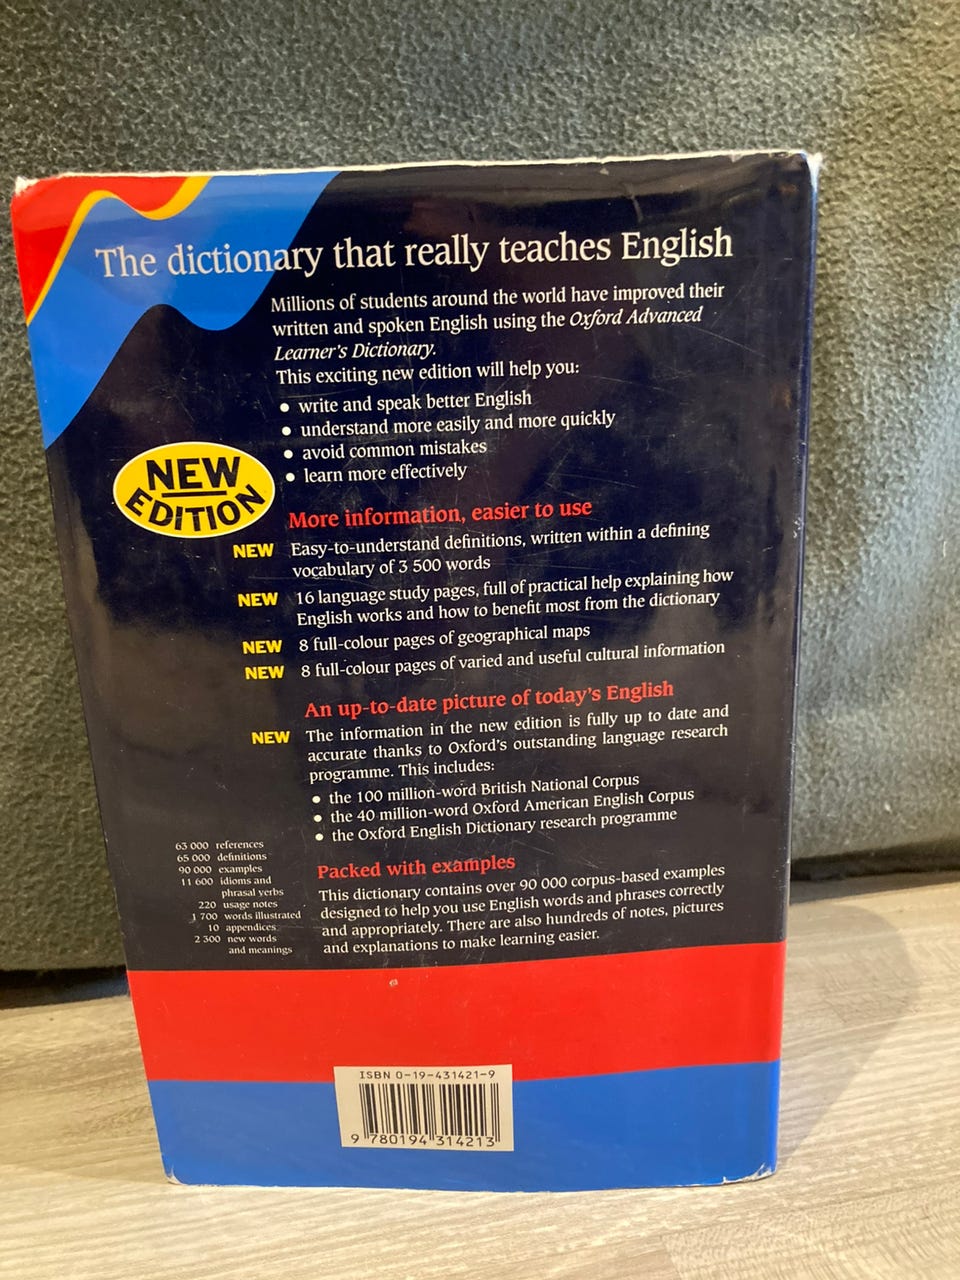 The dictionary that really teaches English
Millions of students around the world have improved their
written and spoken English using the Oxford Advanced
Learner's Dictionary.
This exciting new edition will help you:
• write and speak better English
• understand more easily and more quickly
• avoid common mistakes
• learn more effectively
NEW
EDITION
More information, easier to use
NEW Easy-to-understand definitions, written within a defining
vocabulary of 3 500 words
NEW 16 language study pages, full of practical help explaining how
English works and how to benefit most from the dictionary
NEW 8 full-colour pages of geographical maps
NEW 8 full-colour pages of varied and useful cultural information
An up-to-date picture of today's English
NEW The information in the new edition is fully up to date and
accurate thanks to Oxford's outstanding language research
programme. This includes:
• the 100 million-word British National Corpus
• the 40 million-word Oxford American English Corpus
• the Oxford English Dictionary research programme
63 000 references
65 000 definitions
90 000 examples
11 600 idioms and
phrasal verbs
220 usage notes
1 700 words illustrated
10 appendices
2 300 new words
and meanings
Packed with examples
This dictionary contains over 90 000 corpus-based examples
designed to help you use English words and phrases correctly
and appropriately. There are also hundreds of notes, pictures
and explanations to make learning easier.
ISBN 0-19-431421-9
9 780194 314213